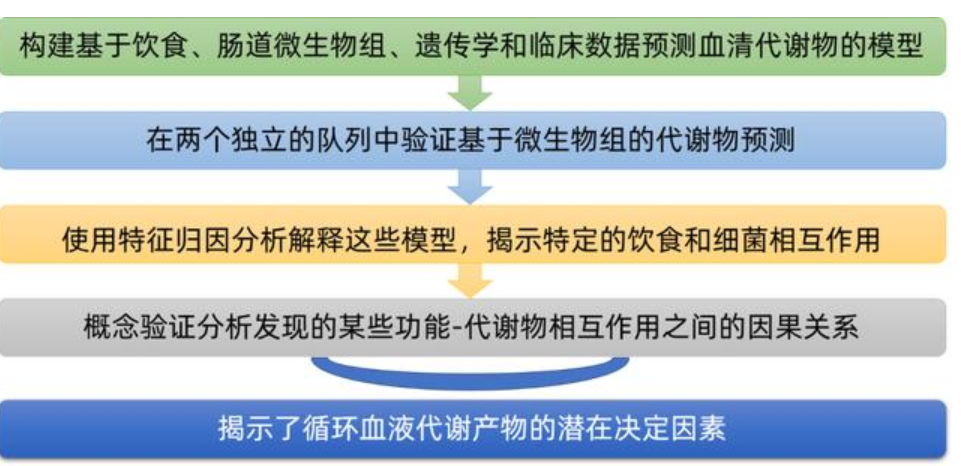 构建基于饮食、肠道微生物组、遗传学和临床数据预测血清代谢物的模型
在两个独立的队列中验证基于微生物组的代谢物预测
使用特征归因分析解释这些模型，揭示特定的饮食和细菌相互作用
概念验证分析发现的某些功能-代谢物相互作用之间的因果关系
揭示了循环血液代谢产物的潜在决定因素